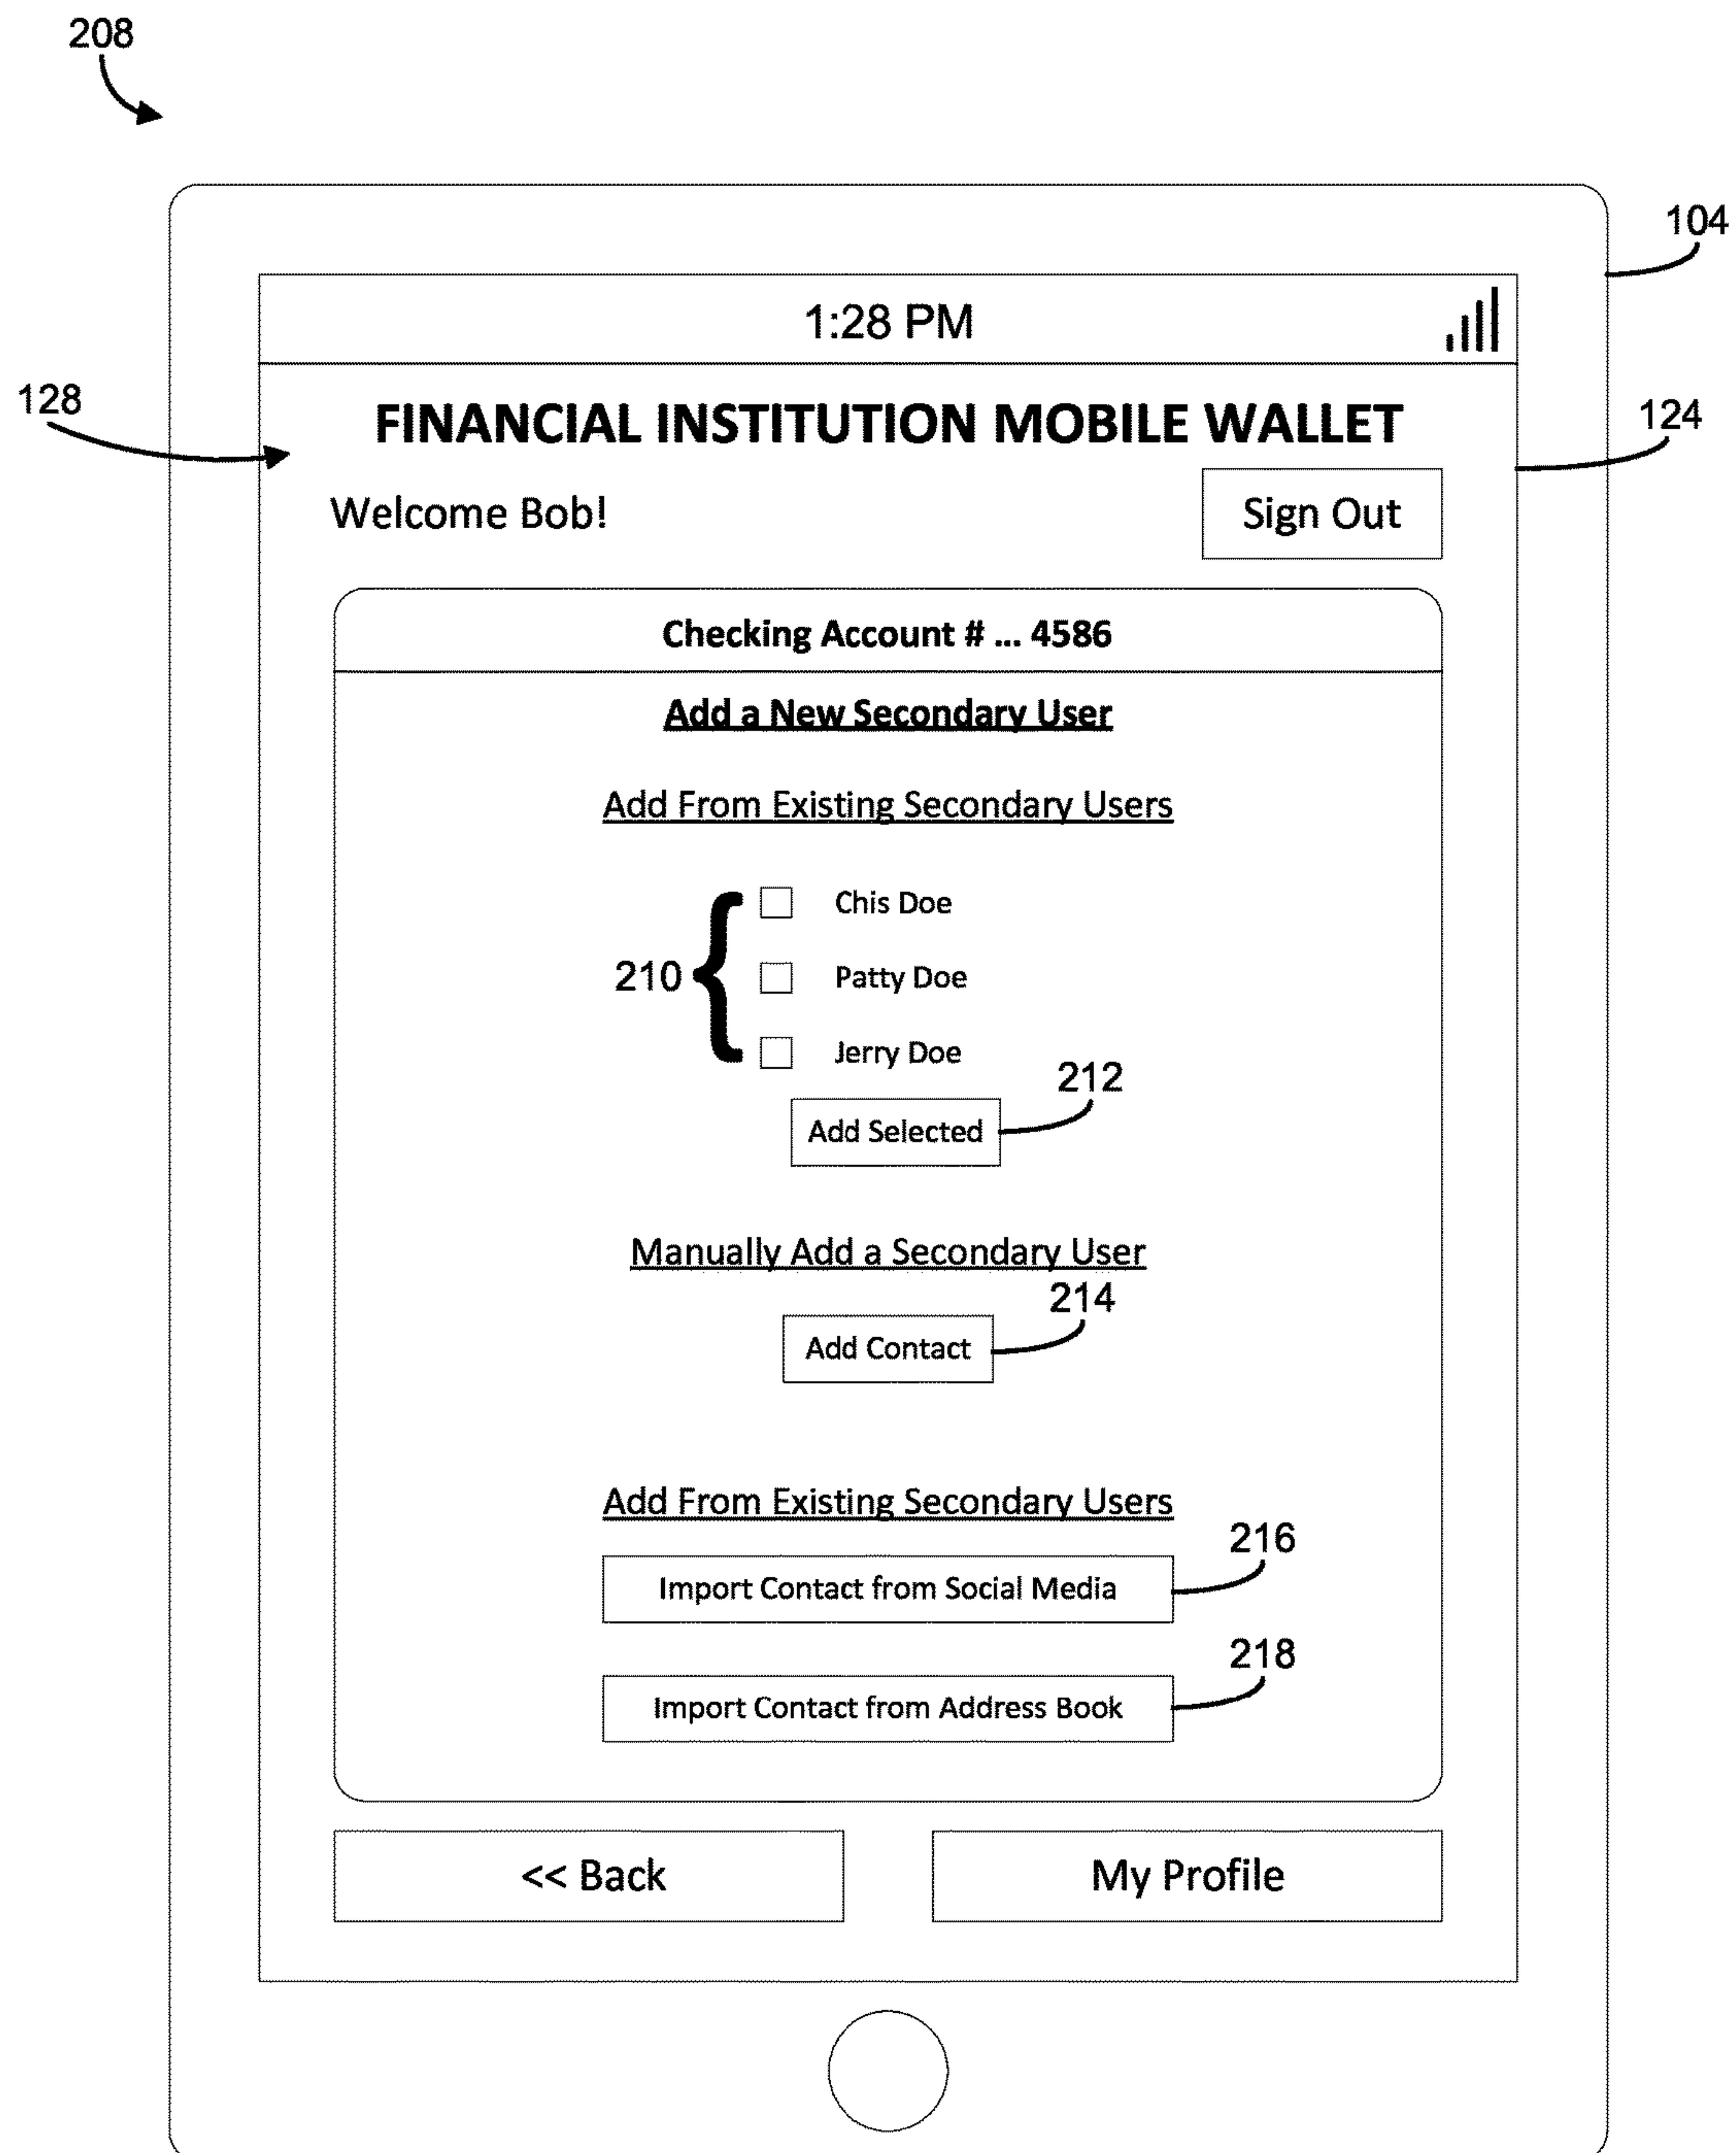 208
104
1:28 PM
128
FINANCIAL INSTITUTION MOBILE WALLET
124
Welcome Bob!
Sign Out
Checking Account # ... 4586
Add a New Secondary User
Add From Existing Secondary Users
Chis Doe
210
Patty Doe
Jerry Doe
212
Add Selected
Manually Add a Secondary User
214
Add Contact
Add From Existing Secondary Users
216
Import Contact from Social Media
218
Import Contact from Address Book
<< Back
My Profile